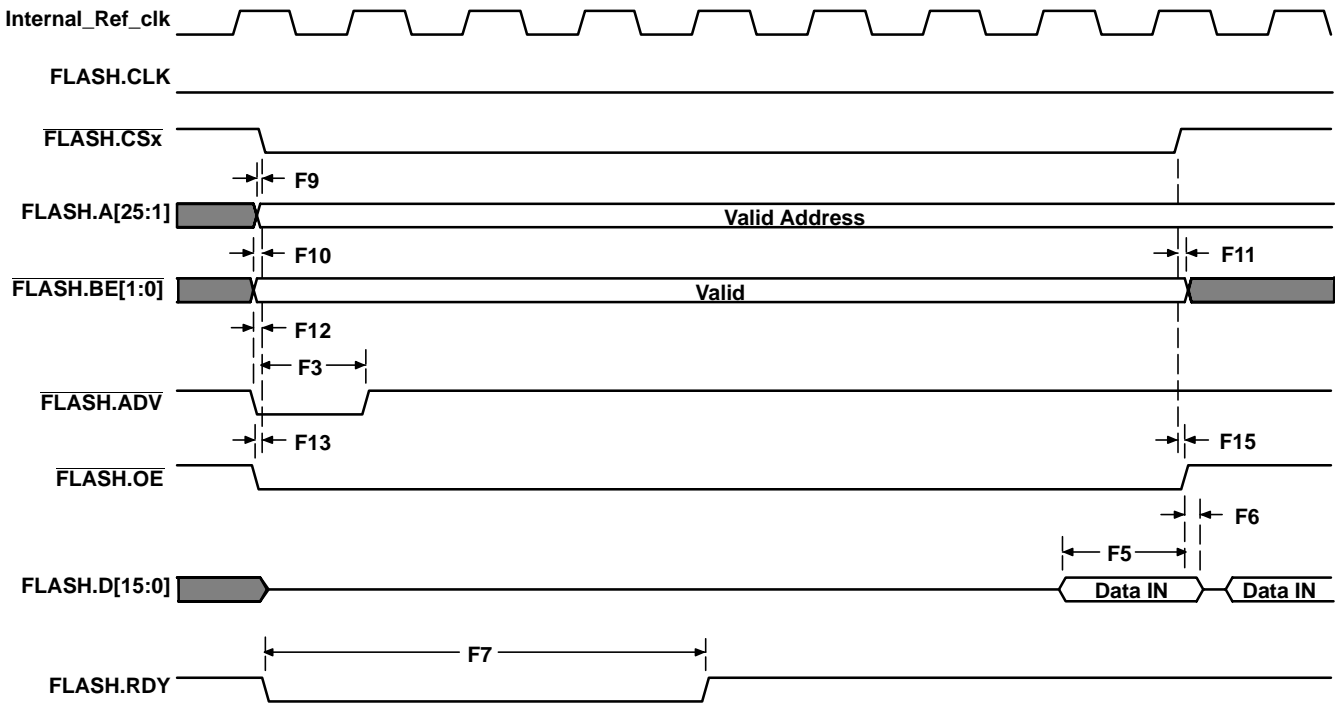 Internal_Ref_clk
FLASH.CLK
FLASH.CSx
F9
FLASH.A[25:1]
Valid Address
F10
F11
FLASH.BE[1:0]
Valid
F12
F3
FLASH.ADV
F13
F15
FLASH.OE
F6
F5
FLASH.D[15:0]
Data IN
Data IN
F7
FLASH.RDY